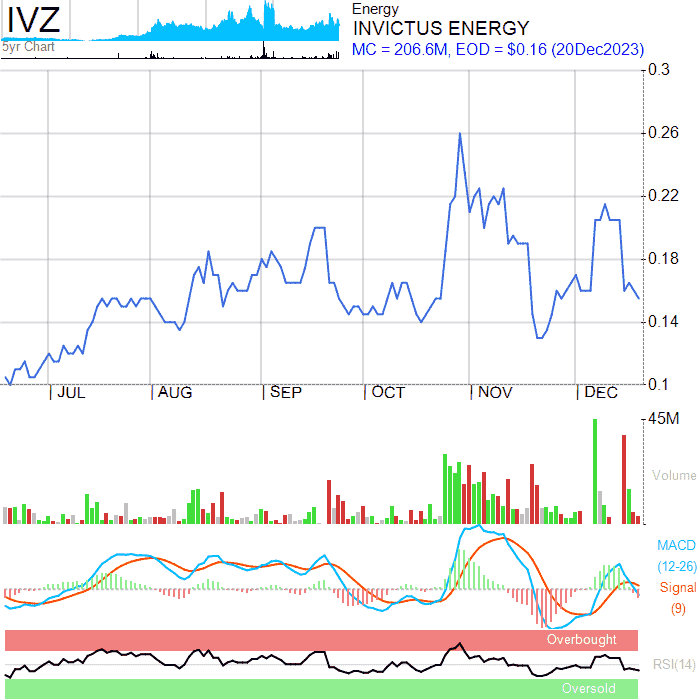 IVZ
5yr Chart
Energy
INVICTUS ENERGY
MC = 206.6M, EOD = $0.16 (20Dec2023)
0.3
0.26
0.22
0.18
0.14
0.1
JUL AUG SEP OCT NOV DEC
45M
Volume
MACD
(12-26)
Signal
(9)
Overbought
RSI(14)
Oversold